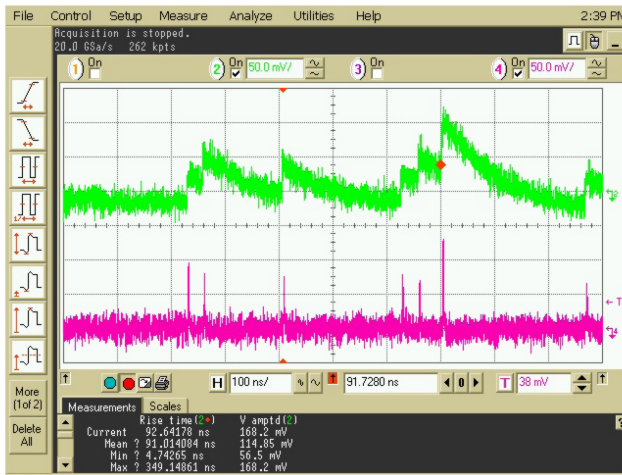 File Control Setup Measure Analyze Utilities Help 2:39 PM
Acquisition is stopped.
20.0 GSa/s 262 kpts
1 On 2 On 50.0 mV/ 3 On 4 On 50.0 mV/
T
More
(1 of 2)
Delete
All
H 100 ns/ 91.7280 ns 0 T 38 mV
Measurements Scales
Rise time(2♦) V amptd(2)
Current 92.64178 ns 168.2 mV
Mean ? 91.014084 ns 114.85 mV
Min ? 4.74265 ns 56.5 mV
Max ? 349.14861 ns 168.2 mV